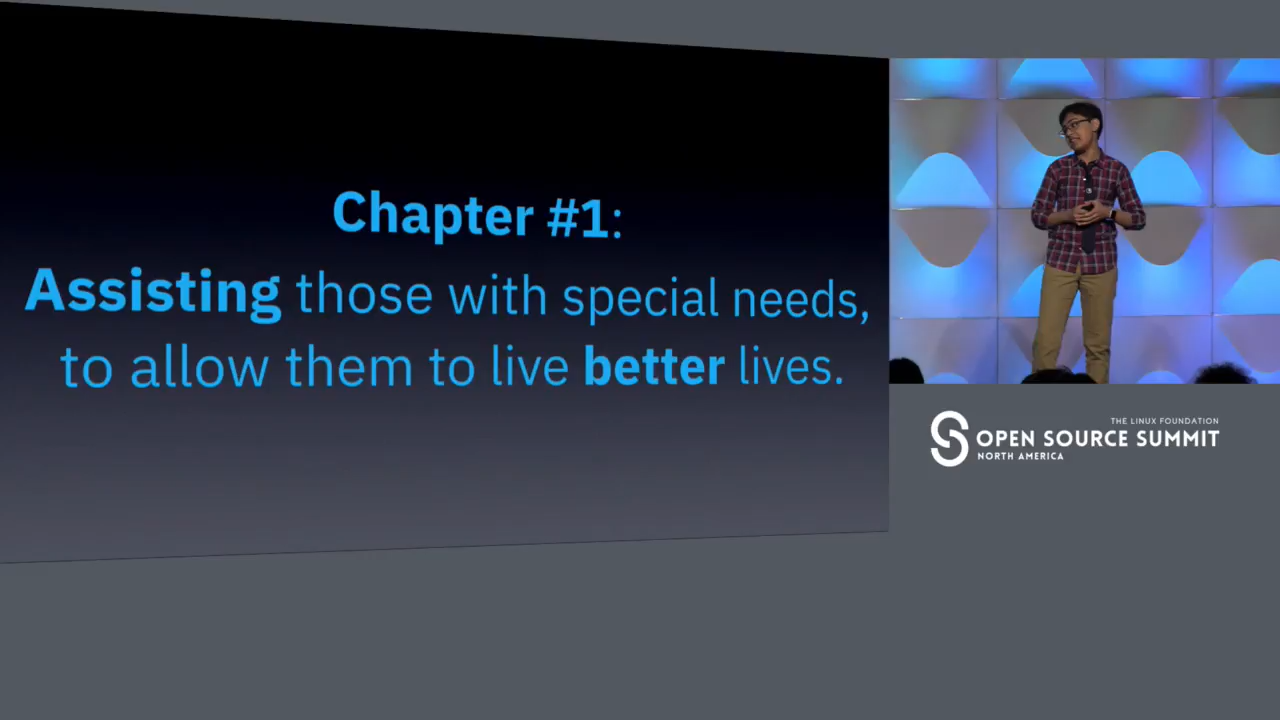 Chapter #1:
Assisting those with special needs,
to allow them to live better lives.
THE LINUX FOUNDATION
OPEN SOURCE SUMMIT
NORTH AMERICA